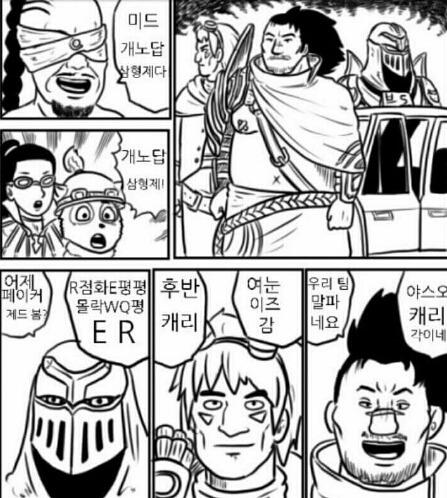 미드
개노답
삼형제다
개노답
삼형제!
어제
페이커
제드 봄?
R점화E평평
몰락WQ평
E R
후반
캐리
여눈
이즈
감
우리 팀
말파
네요
야스오
캐리
각이네